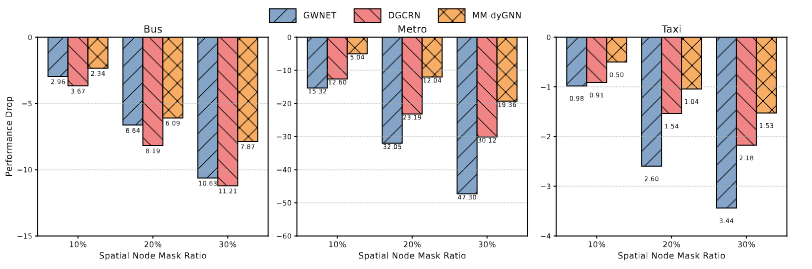 GWNET DGCRN MM dyGNN
Bus
Performance Drop
0
−5
−10
−15
2.96 3.67 2.34
6.64 8.19 6.09
10.63 11.21 7.87
10% 20% 30%
Spatial Node Mask Ratio
Metro
0
−10
−20
−30
−40
−50
−60
15.32 12.60 5.04
32.05 23.19 12.04
47.30 30.12 19.36
10% 20% 30%
Spatial Node Mask Ratio
Taxi
0
−1
−2
−3
−4
0.98 0.91 0.50
2.60 1.54 1.04
3.44 2.18 1.53
10% 20% 30%
Spatial Node Mask Ratio